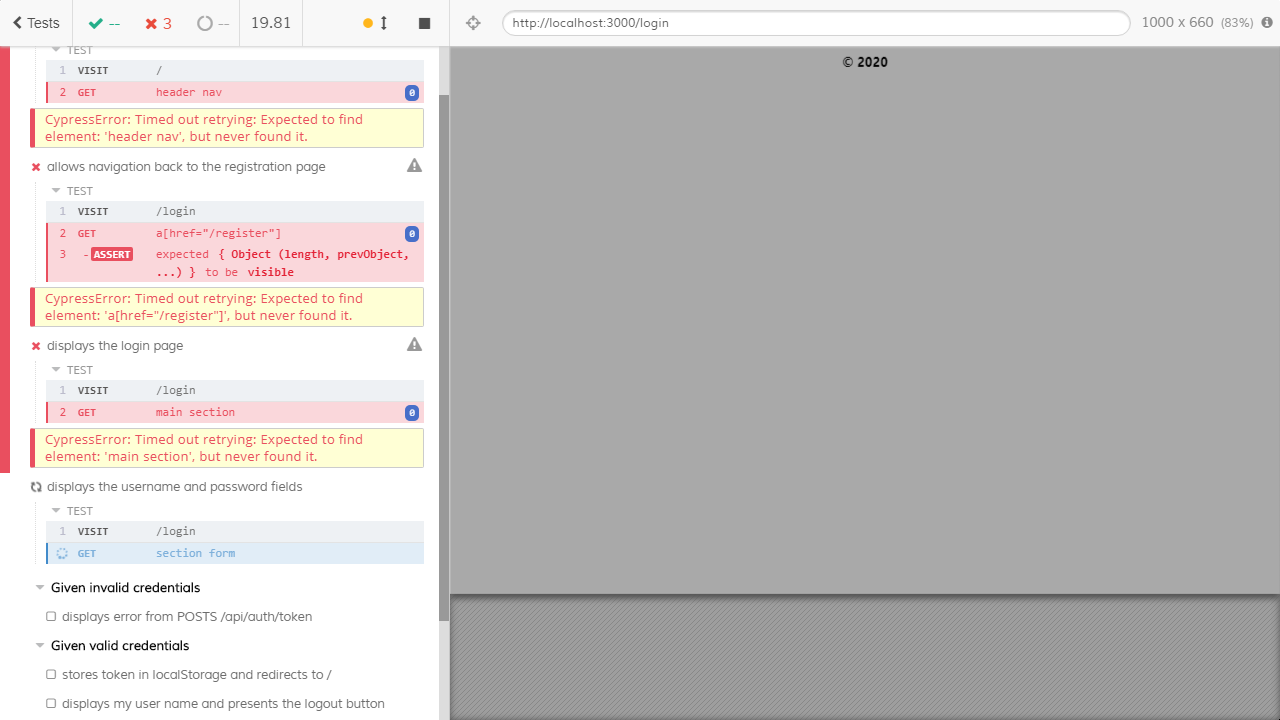 Tests -- 3 -- 19.81 http://localhost:3000/login 1000 x 660 (83%)
TEST
1 VISIT /
2 GET header nav 0
CypressError: Timed out retrying: Expected to find
element: 'header nav', but never found it.
allows navigation back to the registration page
TEST
1 VISIT /login
2 GET a[href="/register"] 0
3 -ASSERT expected { Object (length, prevObject,
...) } to be visible
CypressError: Timed out retrying: Expected to find
element: 'a[href="/register"]', but never found it.
displays the login page
TEST
1 VISIT /login
2 GET main section 0
CypressError: Timed out retrying: Expected to find
element: 'main section', but never found it.
displays the username and password fields
TEST
1 VISIT /login
GET section form
Given invalid credentials
displays error from POSTS /api/auth/token
Given valid credentials
stores token in localStorage and redirects to /
displays my user name and presents the logout button
© 2020